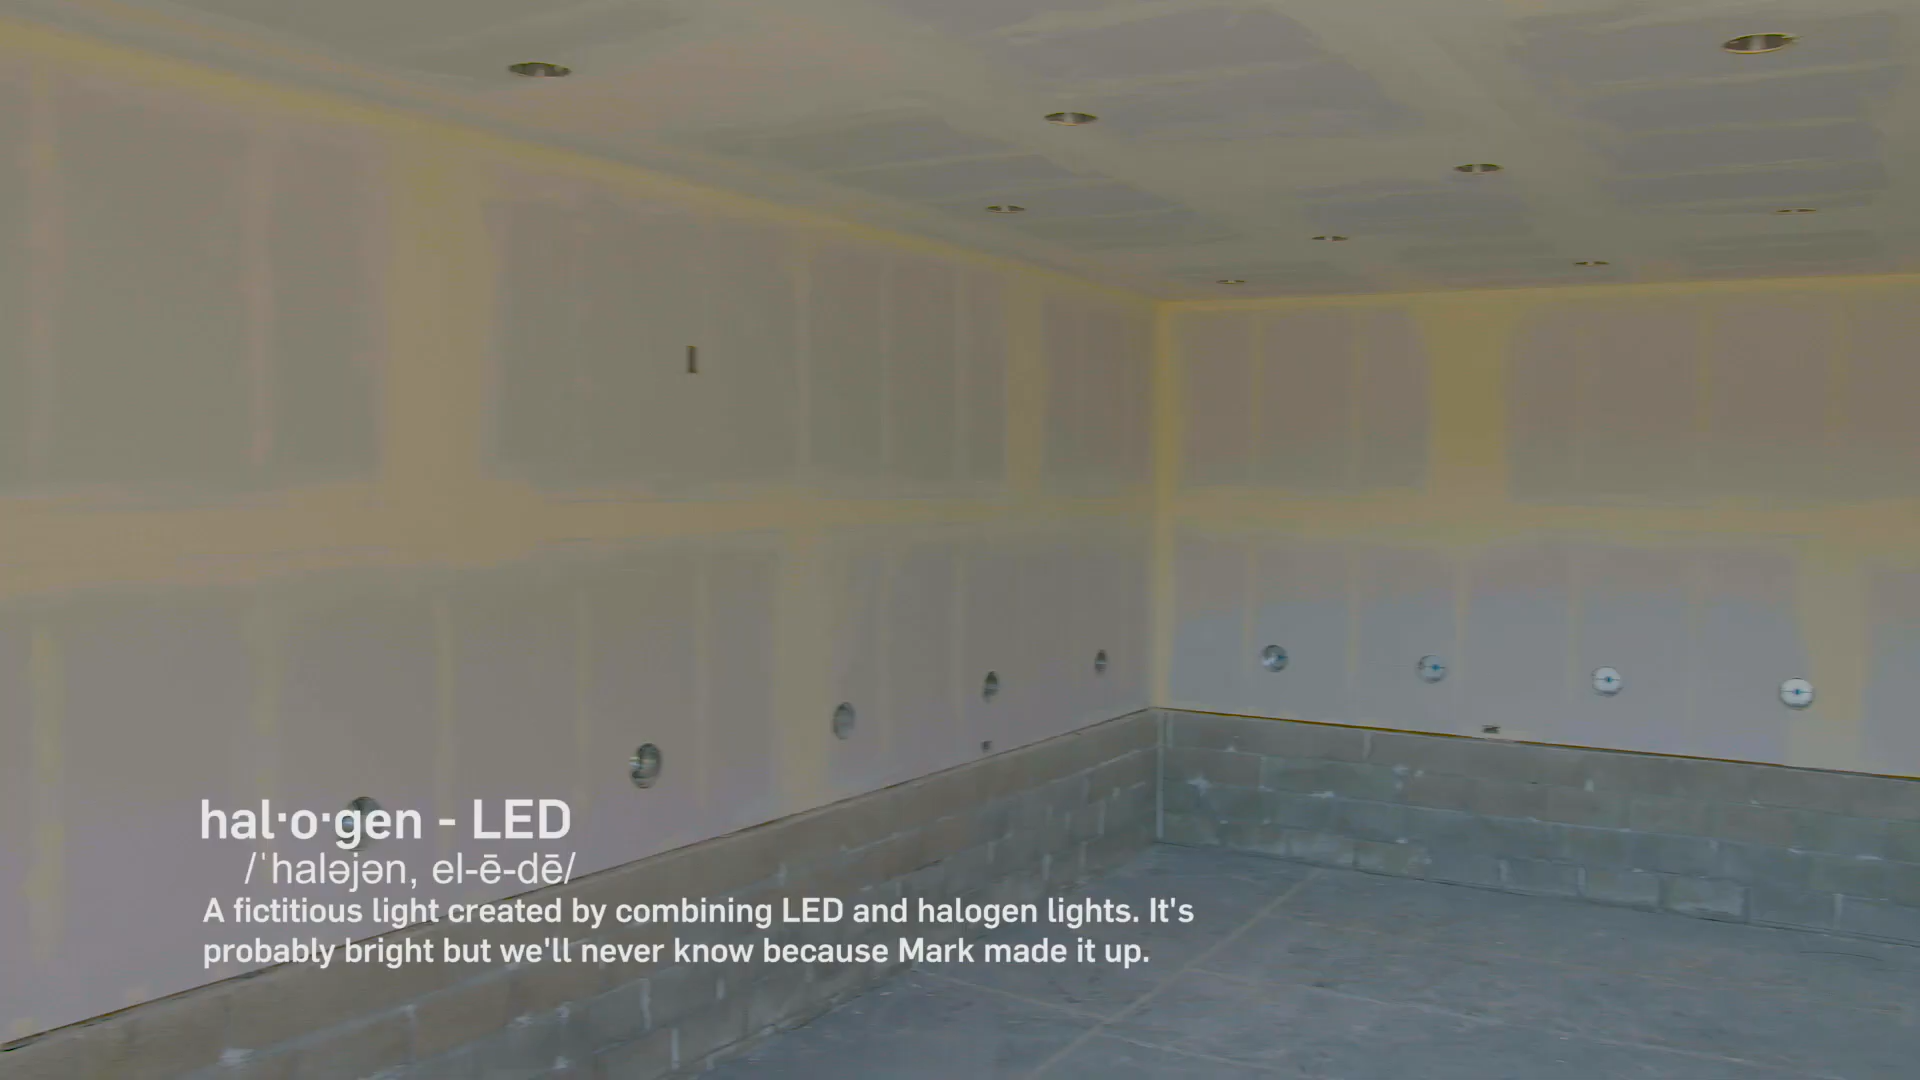 hal·o·gen - LED
/ˈhaləjən, el-ē-dē/
A fictitious light created by combining LED and halogen lights. It's
probably bright but we'll never know because Mark made it up.